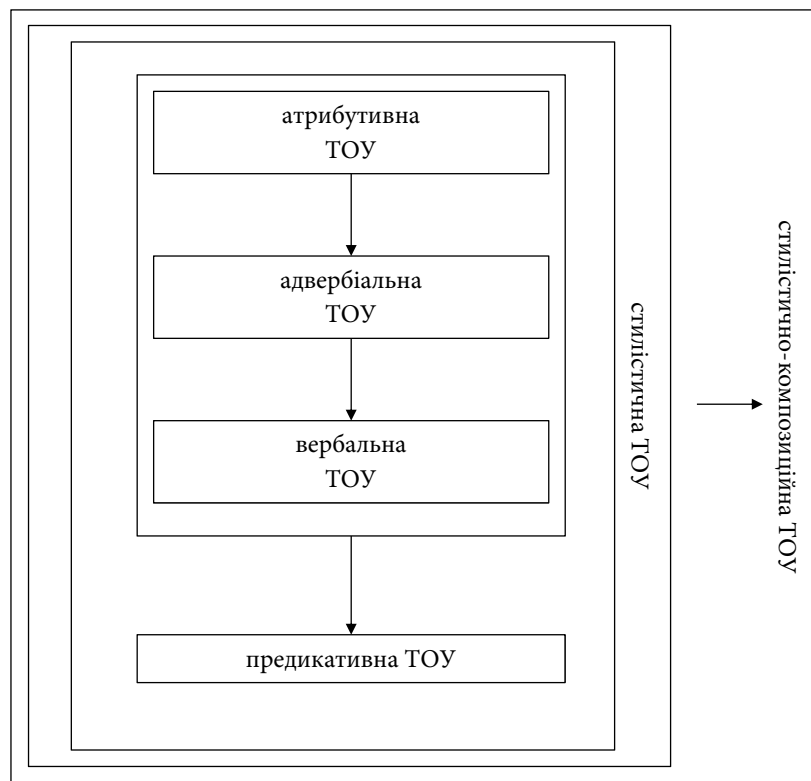 атрибутивна
ТОУ
адвербіальна
ТОУ
вербальна
ТОУ
предикативна ТОУ
стилістична ТОУ
стилістично-композиційна ТОУ